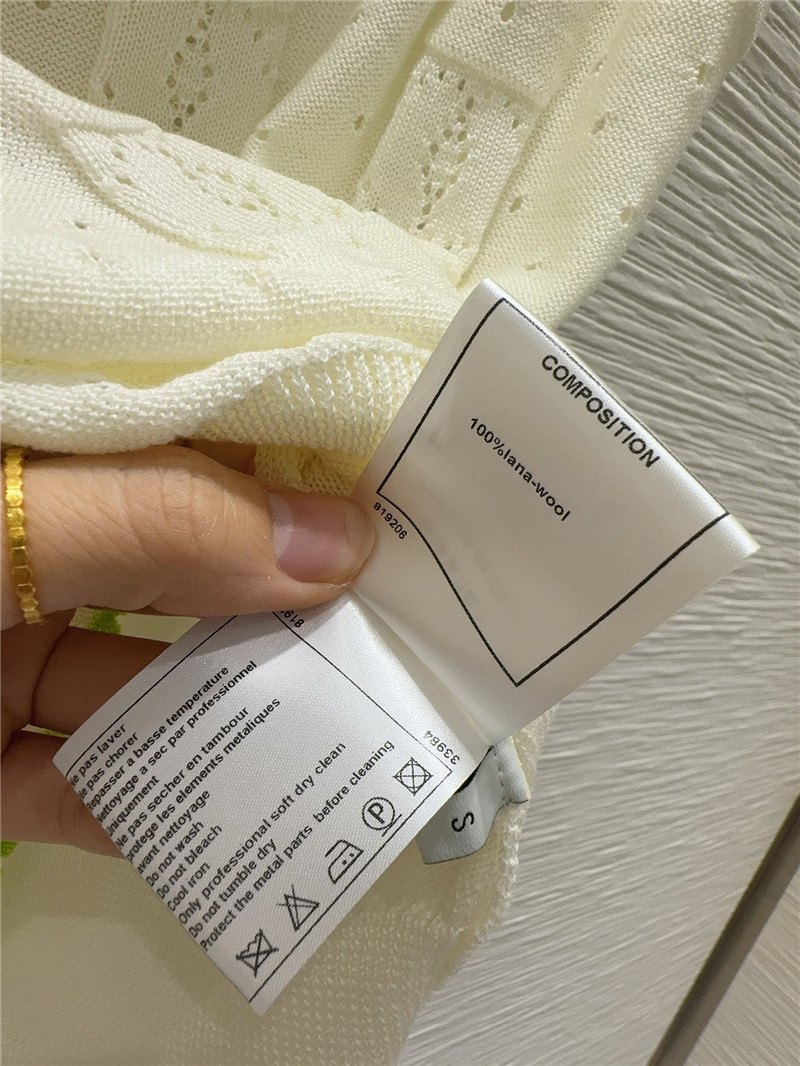 COMPOSITION
100%lana-wool
819206
819
33984
Ne pas laver
Ne pas chorer
Repasser a basse temperature
Nettoyage a sec par professionnel
Uniquement
Ne pas secher en tambour
protege les elements metaliques
avant nettoyage
Do not wash
Do not bleach
Cool iron
Only professional soft dry clean
Do not tumble dry
Protect the metal parts before cleaning
P
S